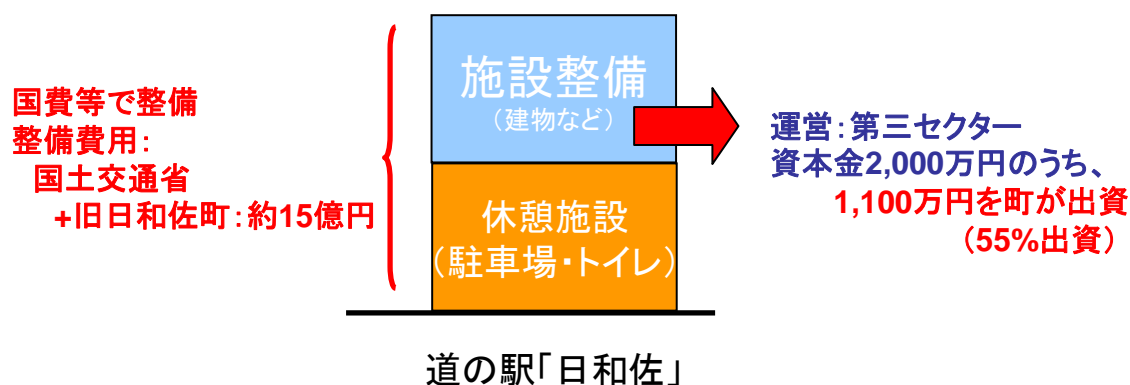 国費等で整備
整備費用：
国土交通省
+旧日和佐町：約15億円
施設整備
（建物など）
休憩施設
（駐車場・トイレ）
運営：第三セクター
資本金2,000万円のうち、
1,100万円を町が出資
（55%出資）
道の駅「日和佐」